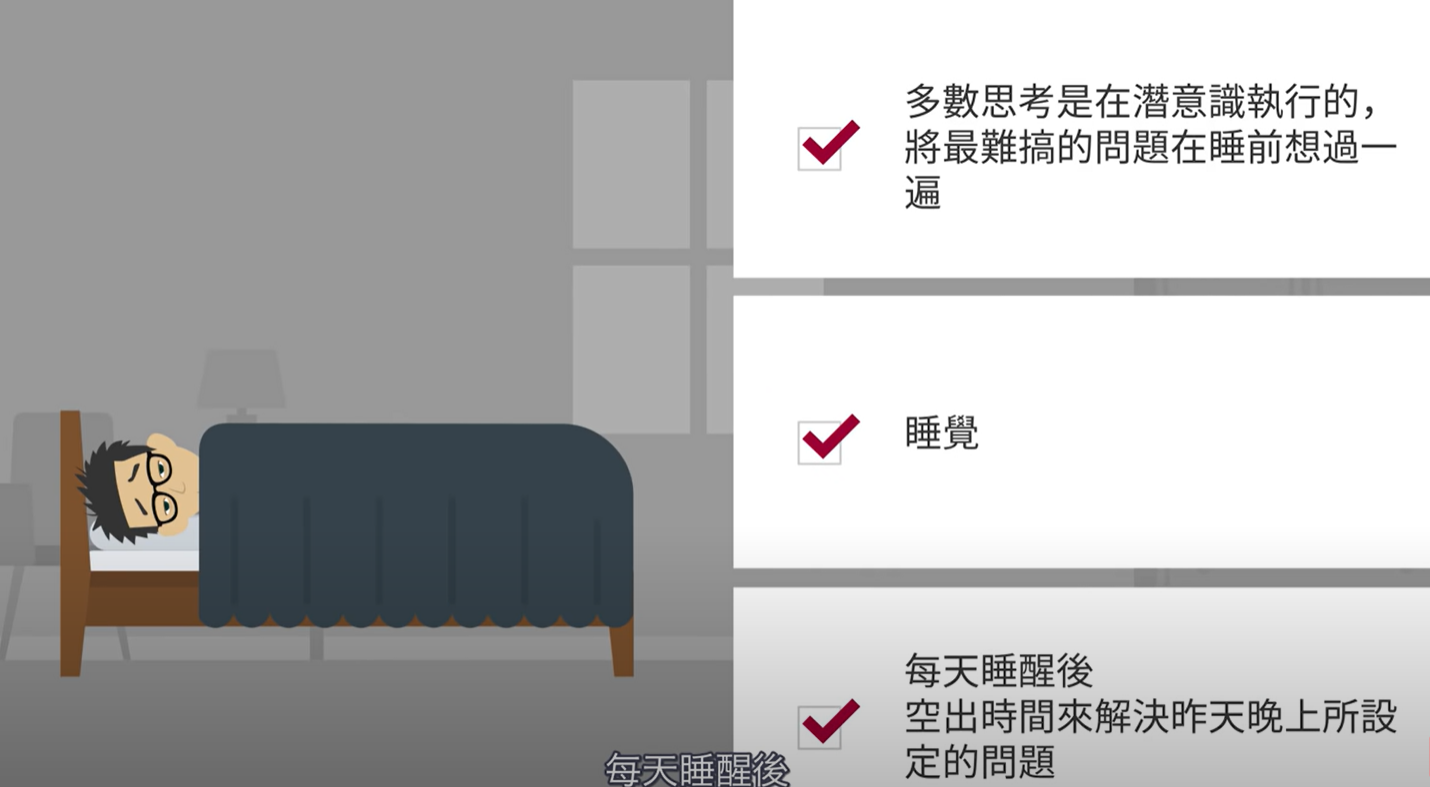 多數思考是在潛意識執行的，
將最難搞的問題在睡前想過一
遍
睡覺
每天睡醒後
空出時間來解決昨天晚上所設
定的問題
每天睡醒後